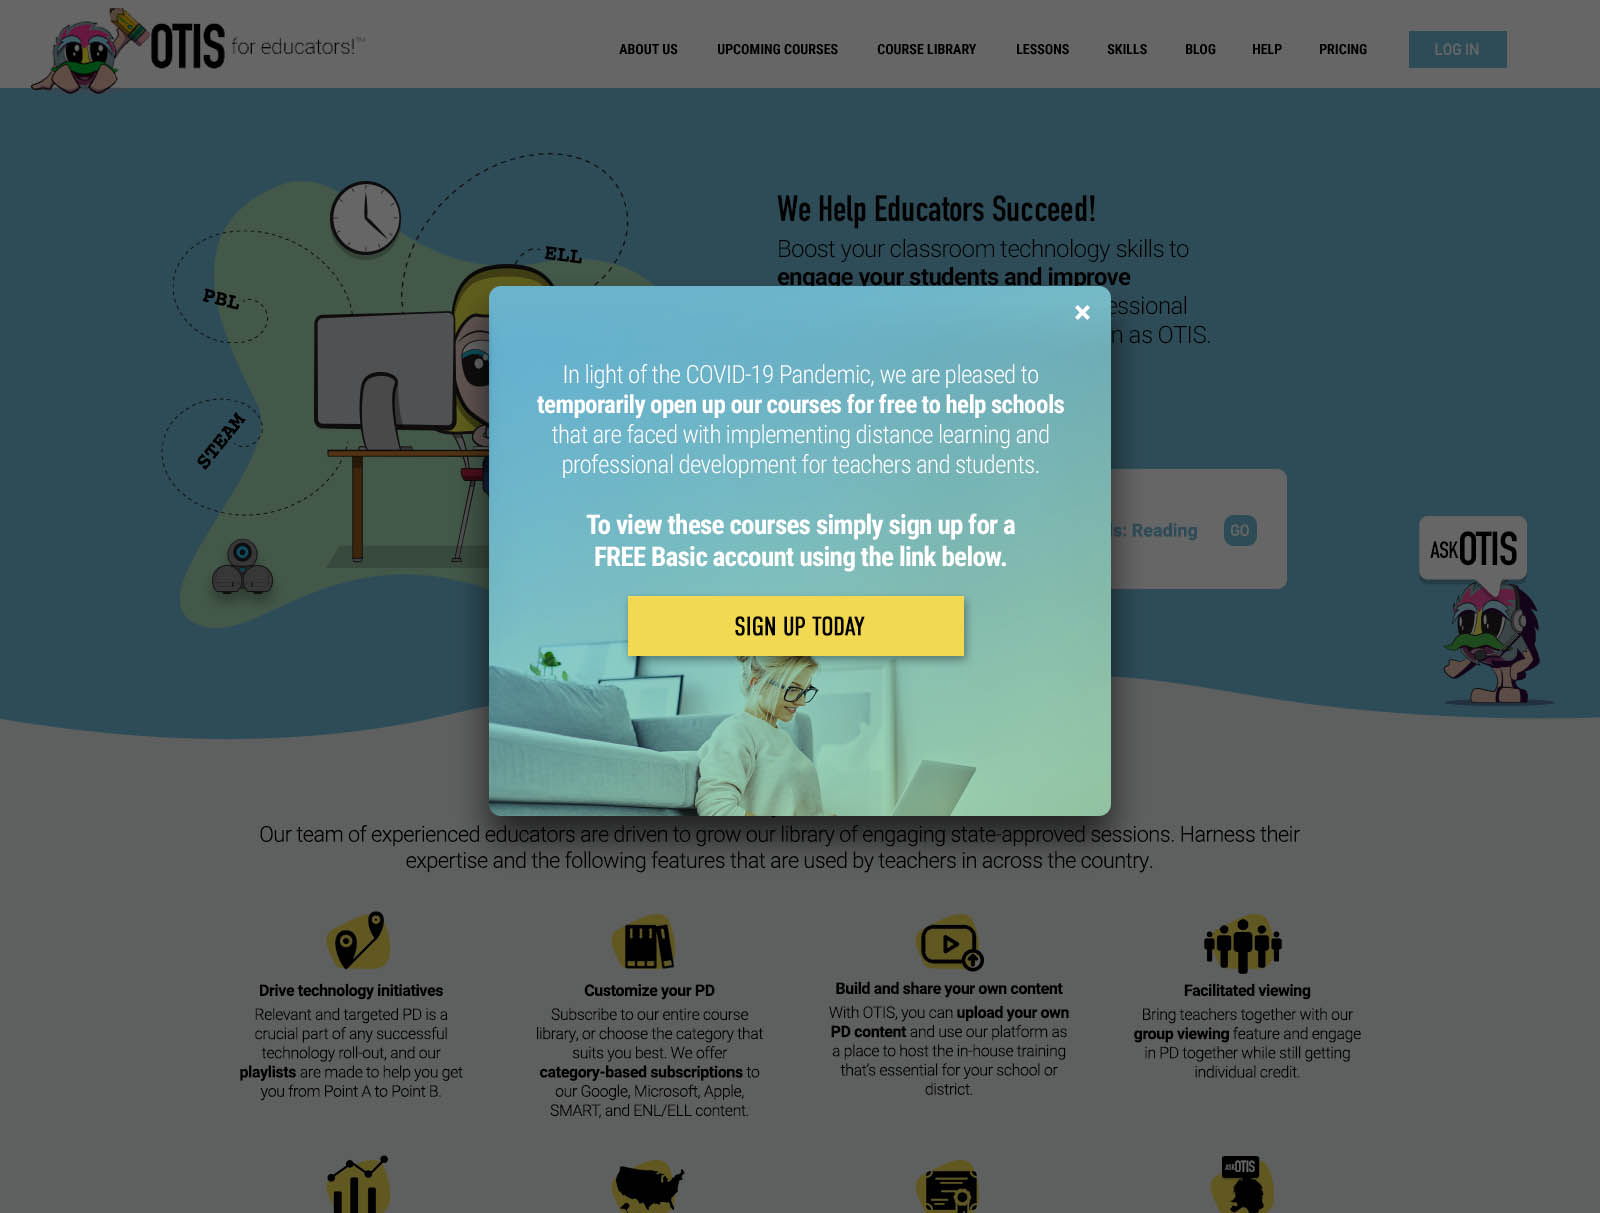 OTIS for educators!™
ABOUT US
UPCOMING COURSES
COURSE LIBRARY
LESSONS
SKILLS
BLOG
HELP
PRICING
LOG IN
PBL
ELL
STEAM
We Help Educators Succeed!
Boost your classroom technology skills to
engage your students and improve
essional
n as OTIS.
s: Reading
GO
ASK OTIS
×
In light of the COVID-19 Pandemic, we are pleased to
temporarily open up our courses for free to help schools
that are faced with implementing distance learning and
professional development for teachers and students.
To view these courses simply sign up for a
FREE Basic account using the link below.
SIGN UP TODAY
Our team of experienced educators are driven to grow our library of engaging state-approved sessions. Harness their
expertise and the following features that are used by teachers in across the country.
Drive technology initiatives
Relevant and targeted PD is a
crucial part of any successful
technology roll-out, and our
playlists are made to help you get
you from Point A to Point B.
Customize your PD
Subscribe to our entire course
library, or choose the category that
suits you best. We offer
category-based subscriptions to
our Google, Microsoft, Apple,
SMART, and ENL/ELL content.
Build and share your own content
With OTIS, you can upload your own
PD content and use our platform as
a place to host the in-house training
that's essential for your school or
district.
Facilitated viewing
Bring teachers together with our
group viewing feature and engage
in PD together while still getting
individual credit.
ASK OTIS